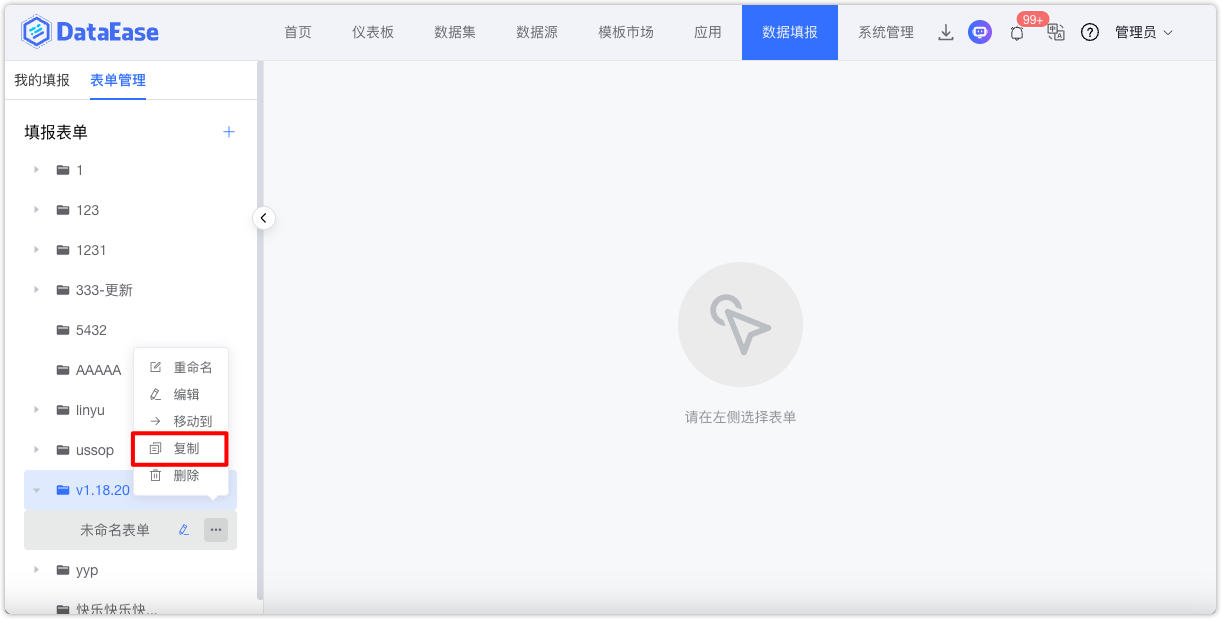 DataEase
首页 仪表板 数据集 数据源 模板市场 应用 数据填报 系统管理 99+ 管理员
我的填报 表单管理
填报表单
1
123
1231
333-更新
5432
AAAAA
linyu
ussop
v1.18.20
未命名表单
yyp
快乐快乐快...
重命名
编辑
移动到
复制
删除
请在左侧选择表单